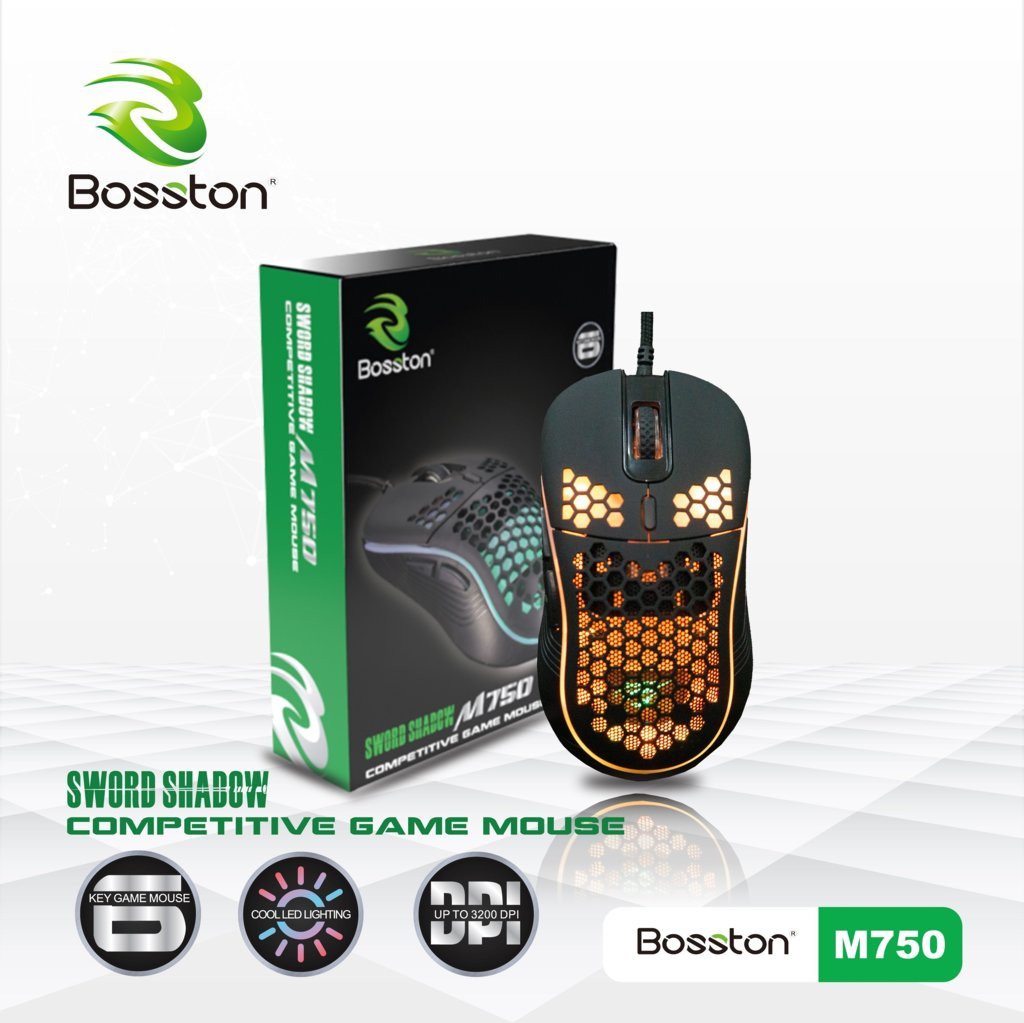 Bosston®
Bosston®
6
SWORD SHADOW/M750
COMPETITIVE GAME MOUSE
SWORD SHADOW/M750
COMPETITIVE GAME MOUSE
SWORD SHADOW
COMPETITIVE GAME MOUSE
6
KEY GAME MOUSE
COOL LED LIGHTING
DPI
UP TO 3200 DPI
Bosston®
M750